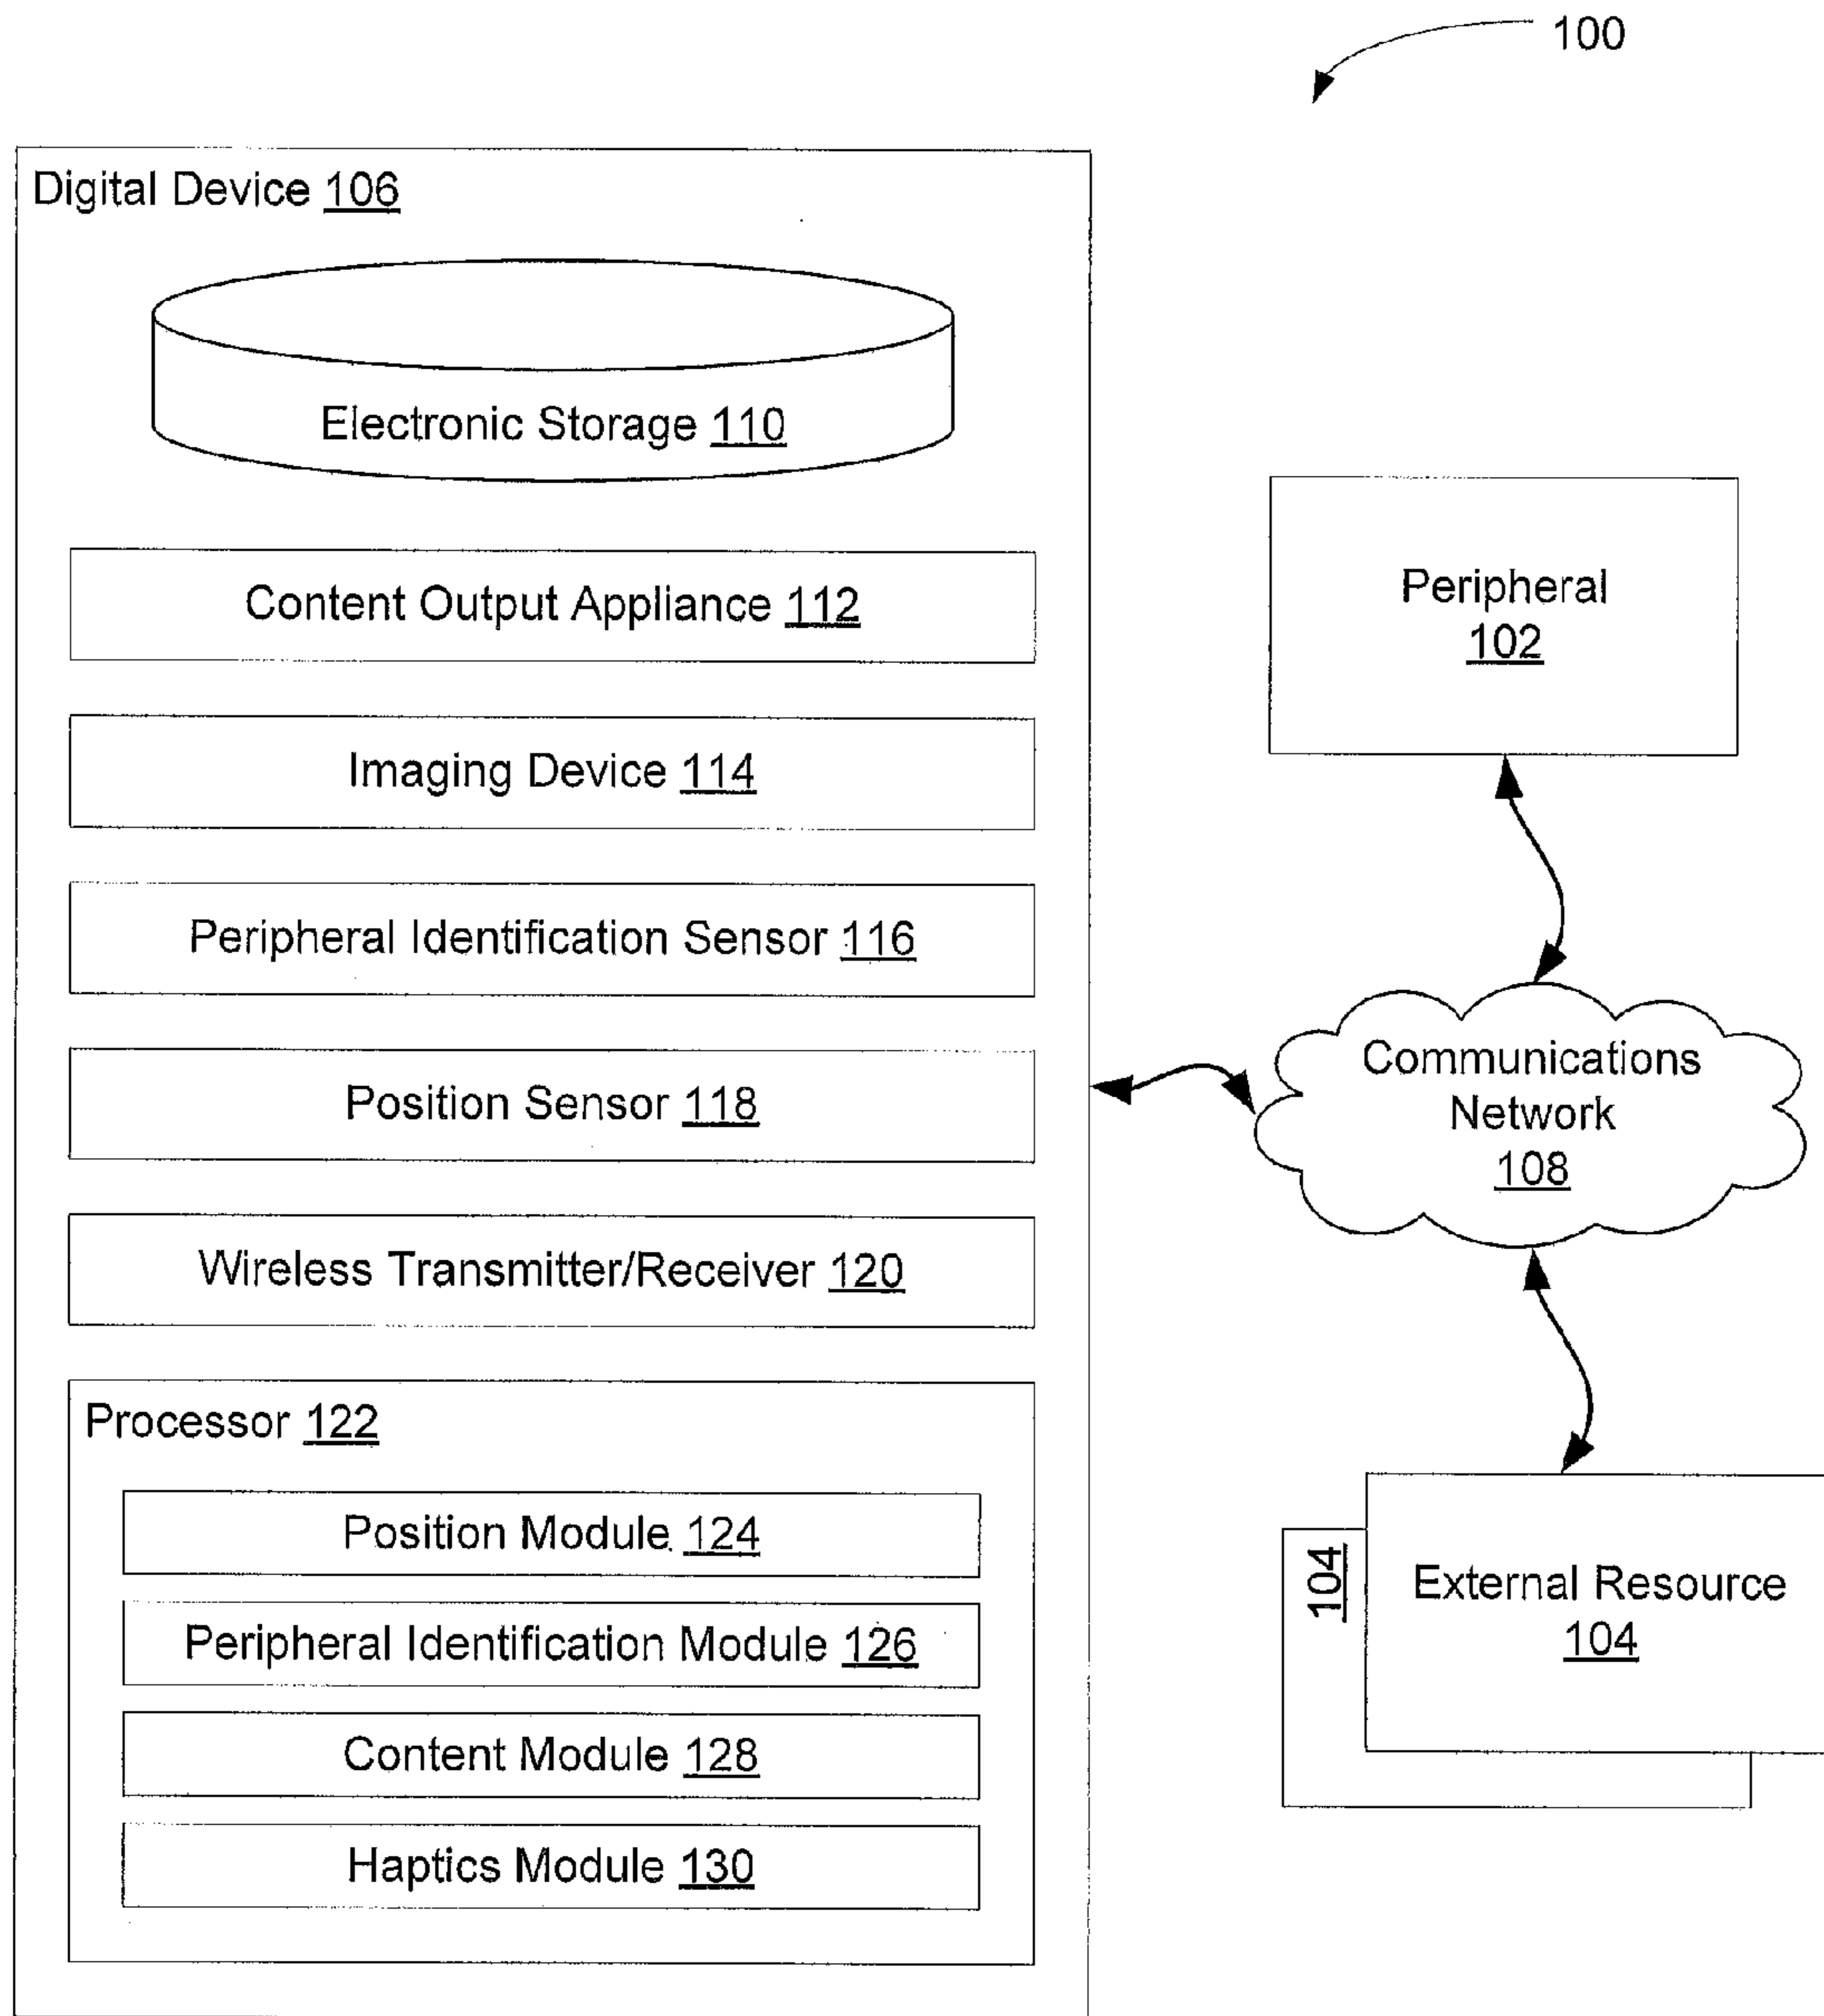 100
Digital Device 106
Electronic Storage 110
Content Output Appliance 112
Imaging Device 114
Peripheral Identification Sensor 116
Position Sensor 118
Wireless Transmitter/Receiver 120
Processor 122
Position Module 124
Peripheral Identification Module 126
Content Module 128
Haptics Module 130
Peripheral
102
Communications
Network
108
104
External Resource
104